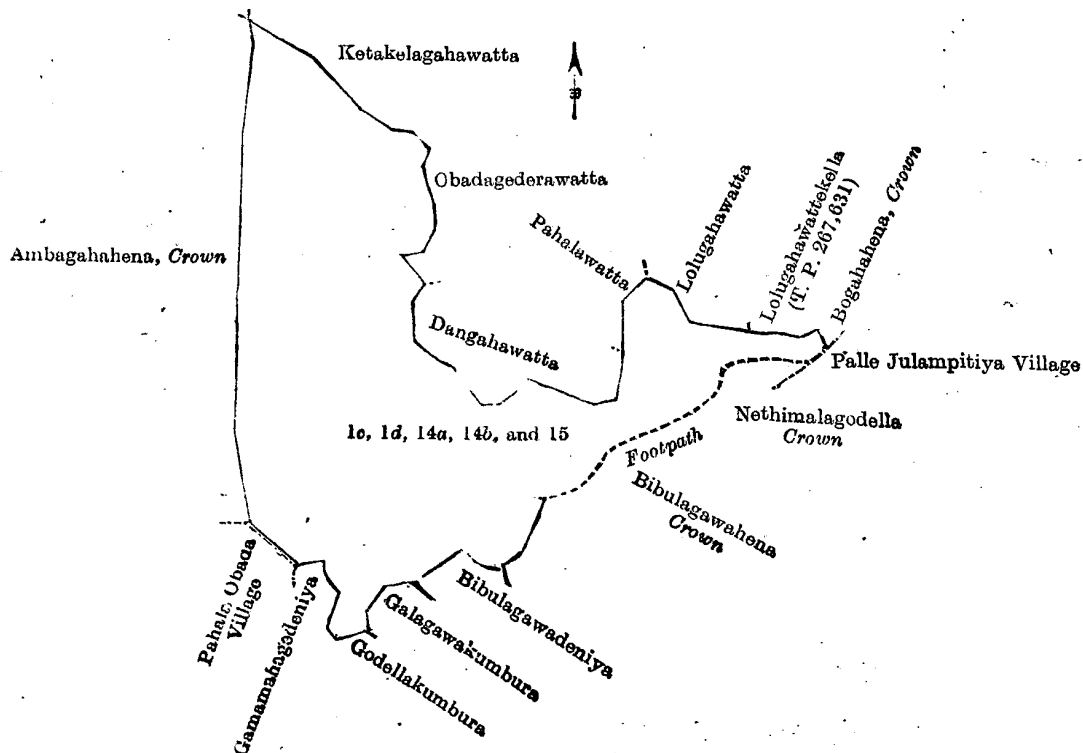 Ketakelagahawatta
Obadagederawatta
Ambagahahena, Crown
Pahalawatta
Lolugahawatta
Lolugahawattekella
(T. P. 267,631)
Bogahahena, Crown
Dangahawatta
Palle Julampitiya Village
Nethimalagodella
Crown
1c, 1d, 14a, 14b, and 15
Footpath
Bibulagawahena
Crown
Pahala Obada
Village
Gamamahagedeniya
Godellakumbura
Galagawakumbura
Bibulagawadeniya